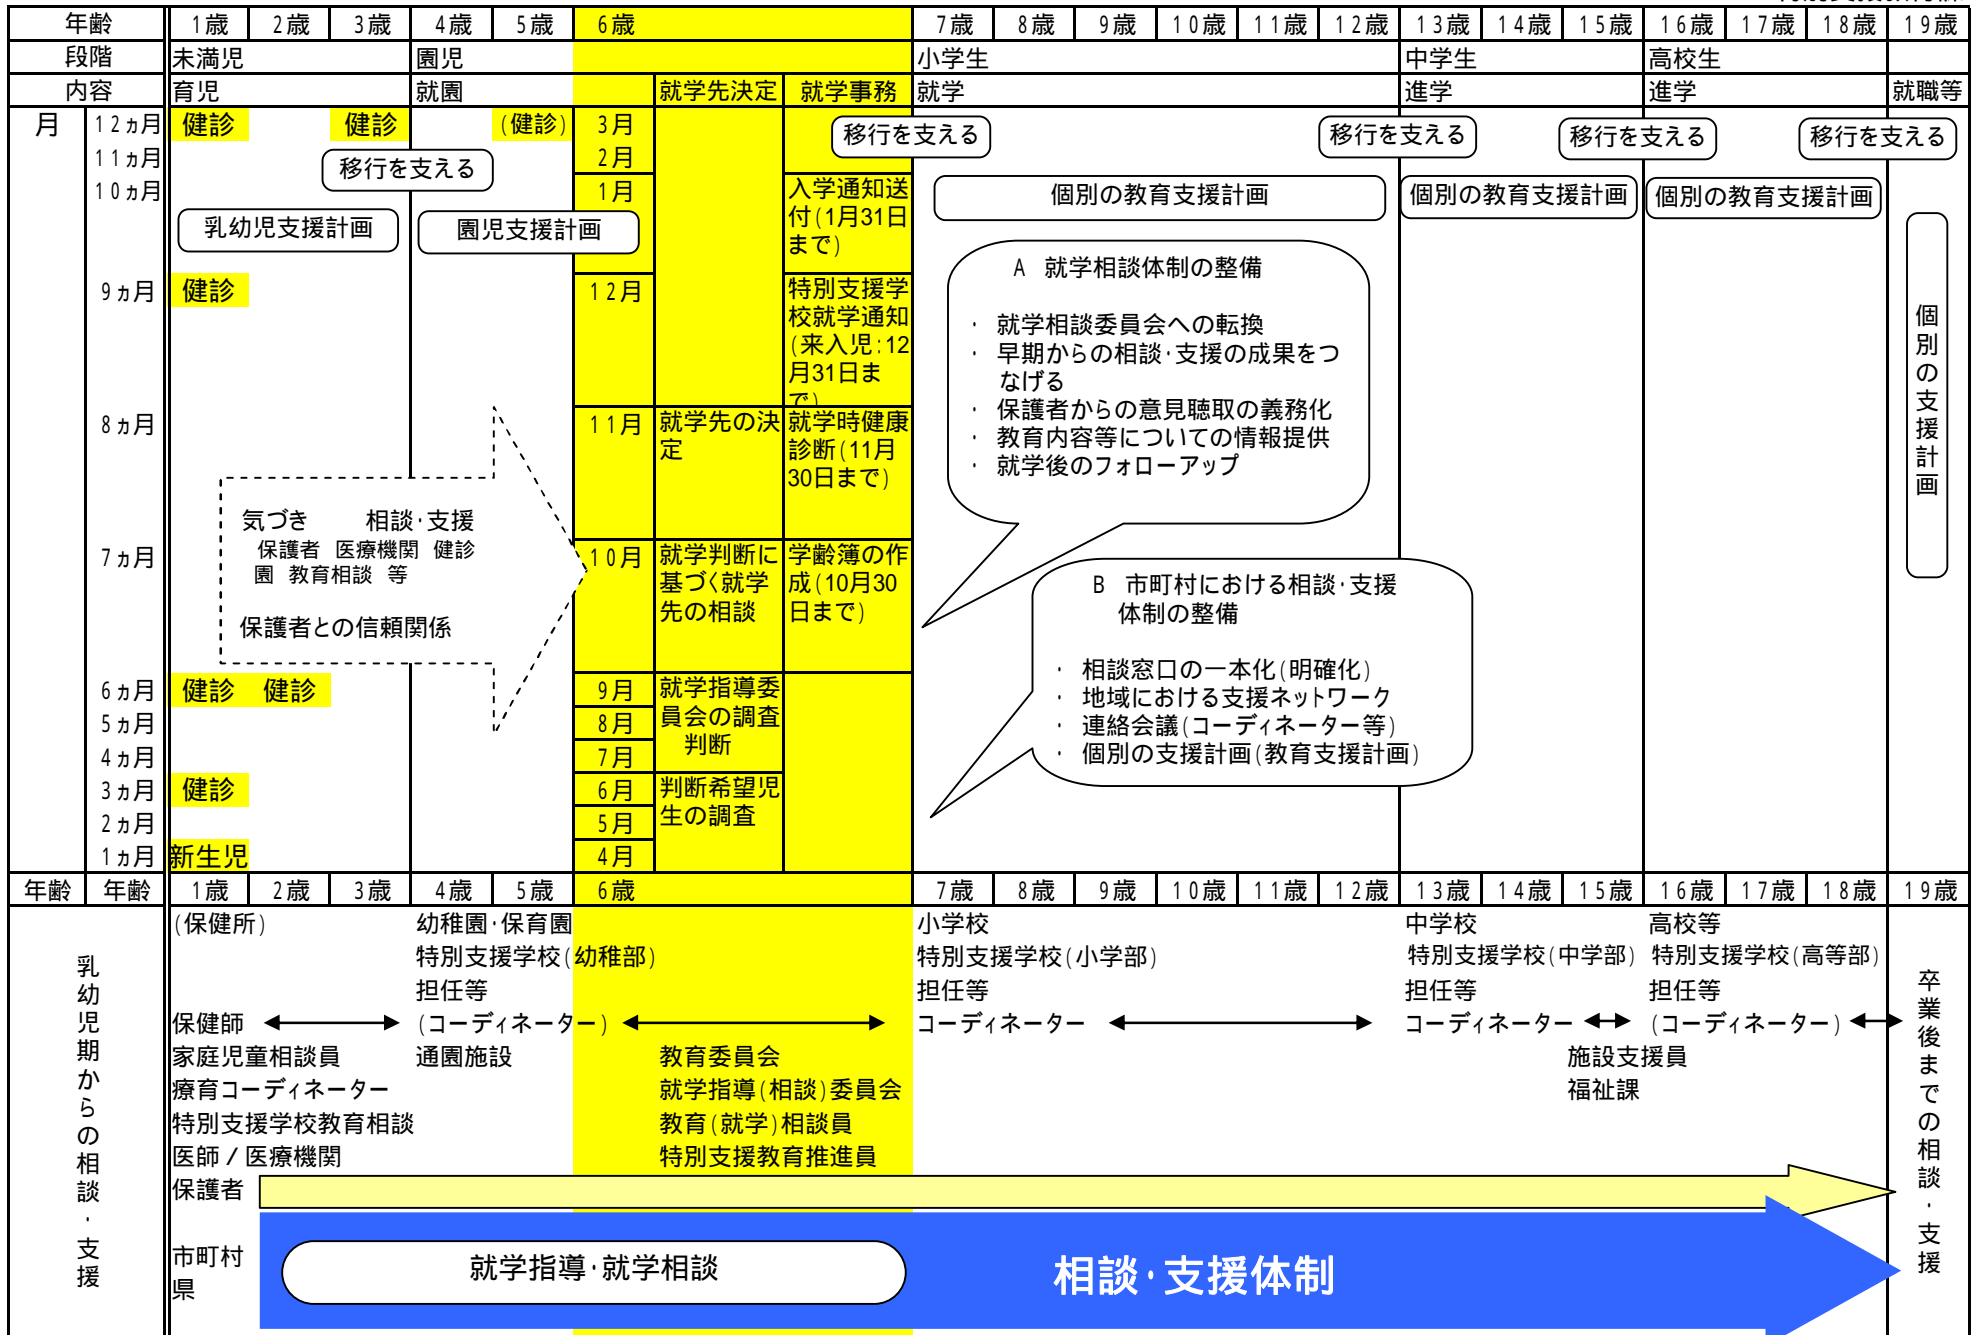 年齢 1歳 2歳 3歳 4歳 5歳 6歳 7歳 8歳 9歳 10歳 11歳 12歳 13歳 14歳 15歳 16歳 17歳 18歳 19歳
段階 未満児 園児 小学生 中学生 高校生
内容 育児 就園 就学先決定 就学事務 就学 進学 進学 就職等
月 12ヵ月 健診 健診 (健診) 3月
移行を支える 移行を支える 移行を支える 移行を支える
11ヵ月 2月
移行を支える
10ヵ月 1月 入学通知送
付(1月31日
まで)
個別の教育支援計画 個別の教育支援計画 個別の教育支援計画
乳幼児支援計画 園児支援計画
9ヵ月 健診 12月 特別支援学
校就学通知
(来入児:12
月31日ま
で)
A 就学相談体制の整備
・ 就学相談委員会への転換
・ 早期からの相談・支援の成果をつ
なげる
・ 保護者からの意見聴取の義務化
・ 教育内容等についての情報提供
・ 就学後のフォローアップ
個別の支援計画
8ヵ月 11月 就学先の決
定
就学時健康
診断(11月
30日まで)
気づき 相談・支援
保護者 医療機関 健診
園 教育相談 等
保護者との信頼関係
7ヵ月 10月 就学判断に
基づく就学
先の相談
学齢簿の作
成(10月30
日まで)
B 市町村における相談・支援
体制の整備
・ 相談窓口の一本化(明確化)
・ 地域における支援ネットワーク
・ 連絡会議(コーディネーター等)
・ 個別の支援計画(教育支援計画)
6ヵ月 健診 健診 9月 就学指導委
員会の調査
判断
5ヵ月 8月
4ヵ月 7月
3ヵ月 健診 6月 判断希望児
生の調査
2ヵ月 5月
1ヵ月 新生児 4月
年齢 年齢 1歳 2歳 3歳 4歳 5歳 6歳 7歳 8歳 9歳 10歳 11歳 12歳 13歳 14歳 15歳 16歳 17歳 18歳 19歳
乳幼児期からの相談・支援
(保健所) 幼稚園・保育園 小学校 中学校 高校等
特別支援学校(幼稚部) 特別支援学校(小学部) 特別支援学校(中学部) 特別支援学校(高等部)
担任等 担任等 担任等 担任等
保健師 (コーディネーター) コーディネーター コーディネーター (コーディネーター)
家庭児童相談員 通園施設 教育委員会 施設支援員
療育コーディネーター 就学指導(相談)委員会 福祉課
特別支援学校教育相談 教育(就学)相談員
医師/医療機関 特別支援教育推進員
保護者
市町村
県
就学指導・就学相談 相談・支援体制
卒業後までの相談・支援